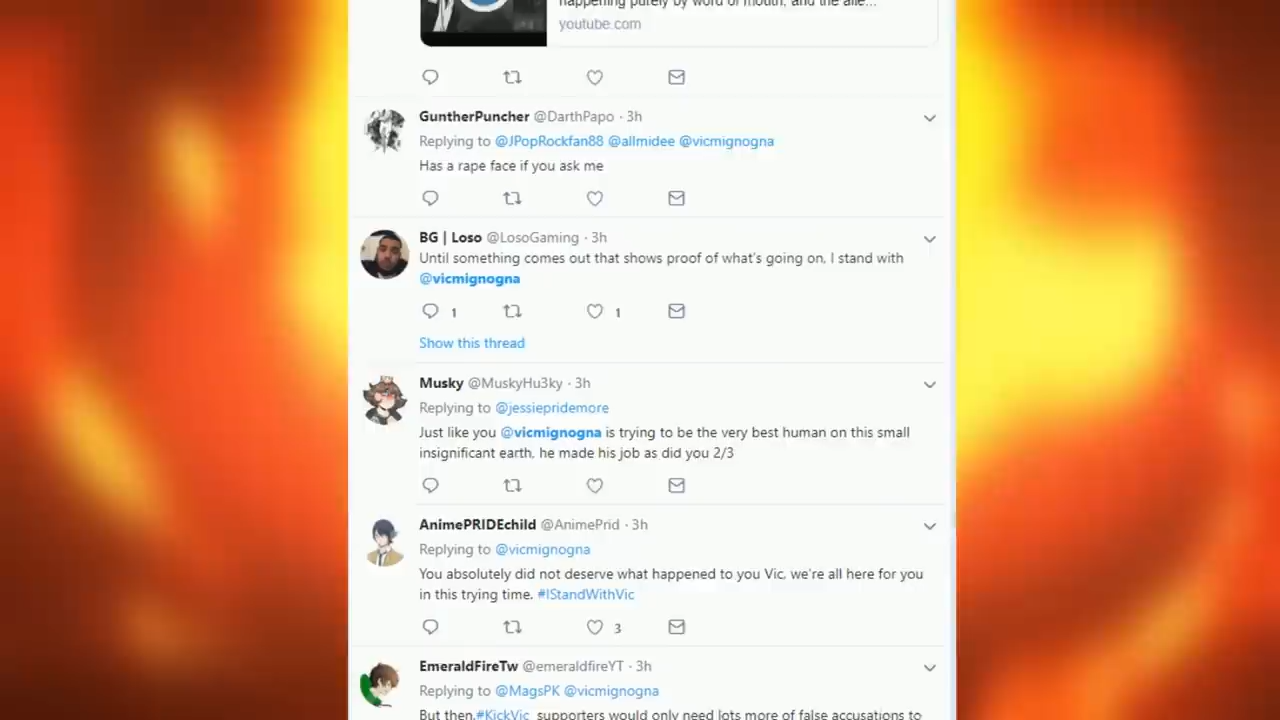 happening purely by word of mouth, and the alle...
youtube.com
GuntherPuncher @DarthPapo · 3h
Replying to @JPopRockfan88 @allmidee @vicmignogna
Has a rape face if you ask me
BG | Loso @LosoGaming · 3h
Until something comes out that shows proof of what's going on, I stand with
@vicmignogna
1 1
Show this thread
Musky @MuskyHu3ky · 3h
Replying to @jessiepridemore
Just like you @vicmignogna is trying to be the very best human on this small
insignificant earth, he made his job as did you 2/3
AnimePRIDEchild @AnimePrid · 3h
Replying to @vicmignogna
You absolutely did not deserve what happened to you Vic, we're all here for you
in this trying time. #IStandWithVic
3
EmeraldFireTw @emeraldfireYT · 3h
Replying to @MagsPK @vicmignogna
But then,#KickVic supporters would only need lots more of false accusations to